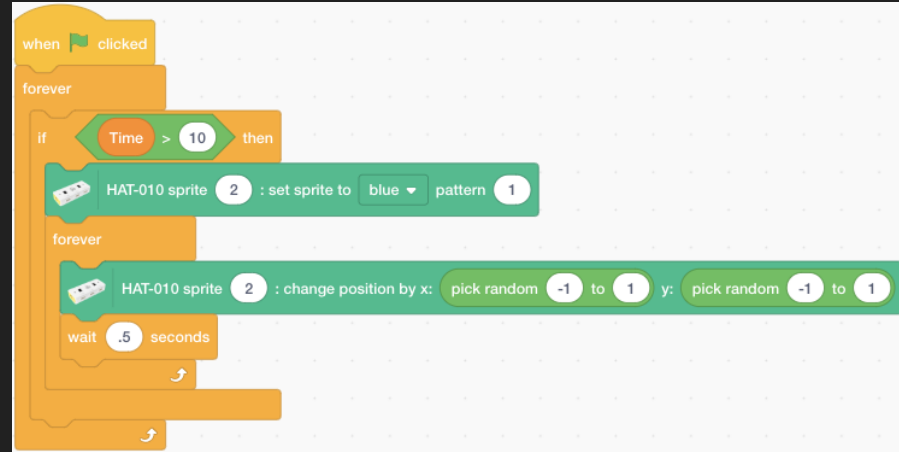 when clicked
forever
if Time > 10 then
HAT-010 sprite 2 : set sprite to blue pattern 1
forever
HAT-010 sprite 2 : change position by x: pick random -1 to 1 y: pick random -1 to 1
wait .5 seconds